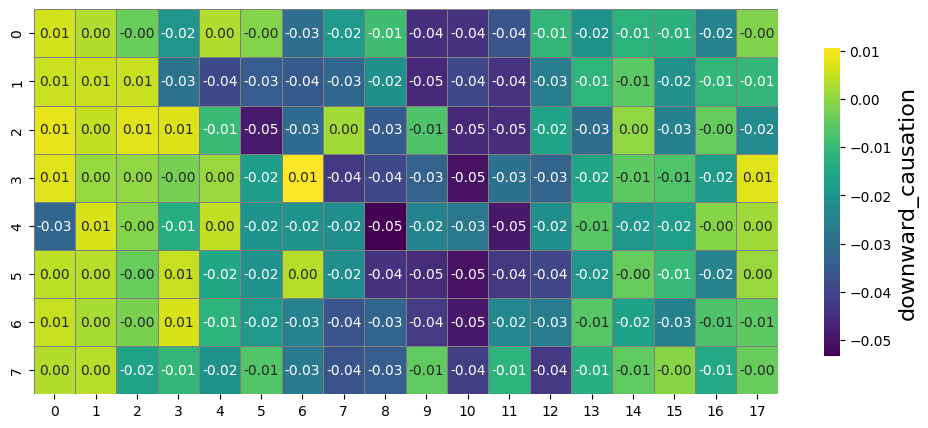 0 0.01 0.00 -0.00 -0.02 0.00 -0.00 -0.03 -0.02 -0.01 -0.04 -0.04 -0.04 -0.01 -0.02 -0.01 -0.01 -0.02 -0.00
1 0.01 0.01 0.01 -0.03 -0.04 -0.03 -0.04 -0.03 -0.02 -0.05 -0.04 -0.04 -0.03 -0.01 -0.01 -0.02 -0.01 -0.01
2 0.01 0.00 0.01 0.01 -0.01 -0.05 -0.03 0.00 -0.03 -0.01 -0.05 -0.05 -0.02 -0.03 0.00 -0.02 -0.00 -0.02
3 0.01 0.00 0.00 -0.00 0.00 -0.02 0.01 -0.04 -0.04 -0.03 -0.05 -0.03 -0.03 -0.02 -0.01 -0.01 -0.02 0.01
4 -0.03 0.01 -0.00 -0.01 0.00 -0.02 -0.02 -0.02 -0.05 -0.02 -0.03 -0.05 -0.02 -0.01 -0.02 -0.02 -0.00 0.00
5 0.00 0.00 -0.00 0.01 -0.02 -0.02 0.00 -0.02 -0.04 -0.05 -0.05 -0.04 -0.04 -0.02 -0.00 -0.01 -0.02 0.00
6 0.01 0.00 -0.00 0.01 -0.01 -0.02 -0.03 -0.04 -0.03 -0.04 -0.05 -0.02 -0.03 -0.01 -0.02 -0.03 -0.01 -0.01
7 0.00 0.00 -0.02 -0.01 -0.02 -0.01 -0.03 -0.04 -0.03 -0.01 -0.04 -0.01 -0.04 -0.01 -0.01 -0.00 -0.01 -0.00
0 1 2 3 4 5 6 7 8 9 10 11 12 13 14 15 16 17
0.01
0.00
−0.01
−0.02
−0.03
−0.04
−0.05
downward_causation